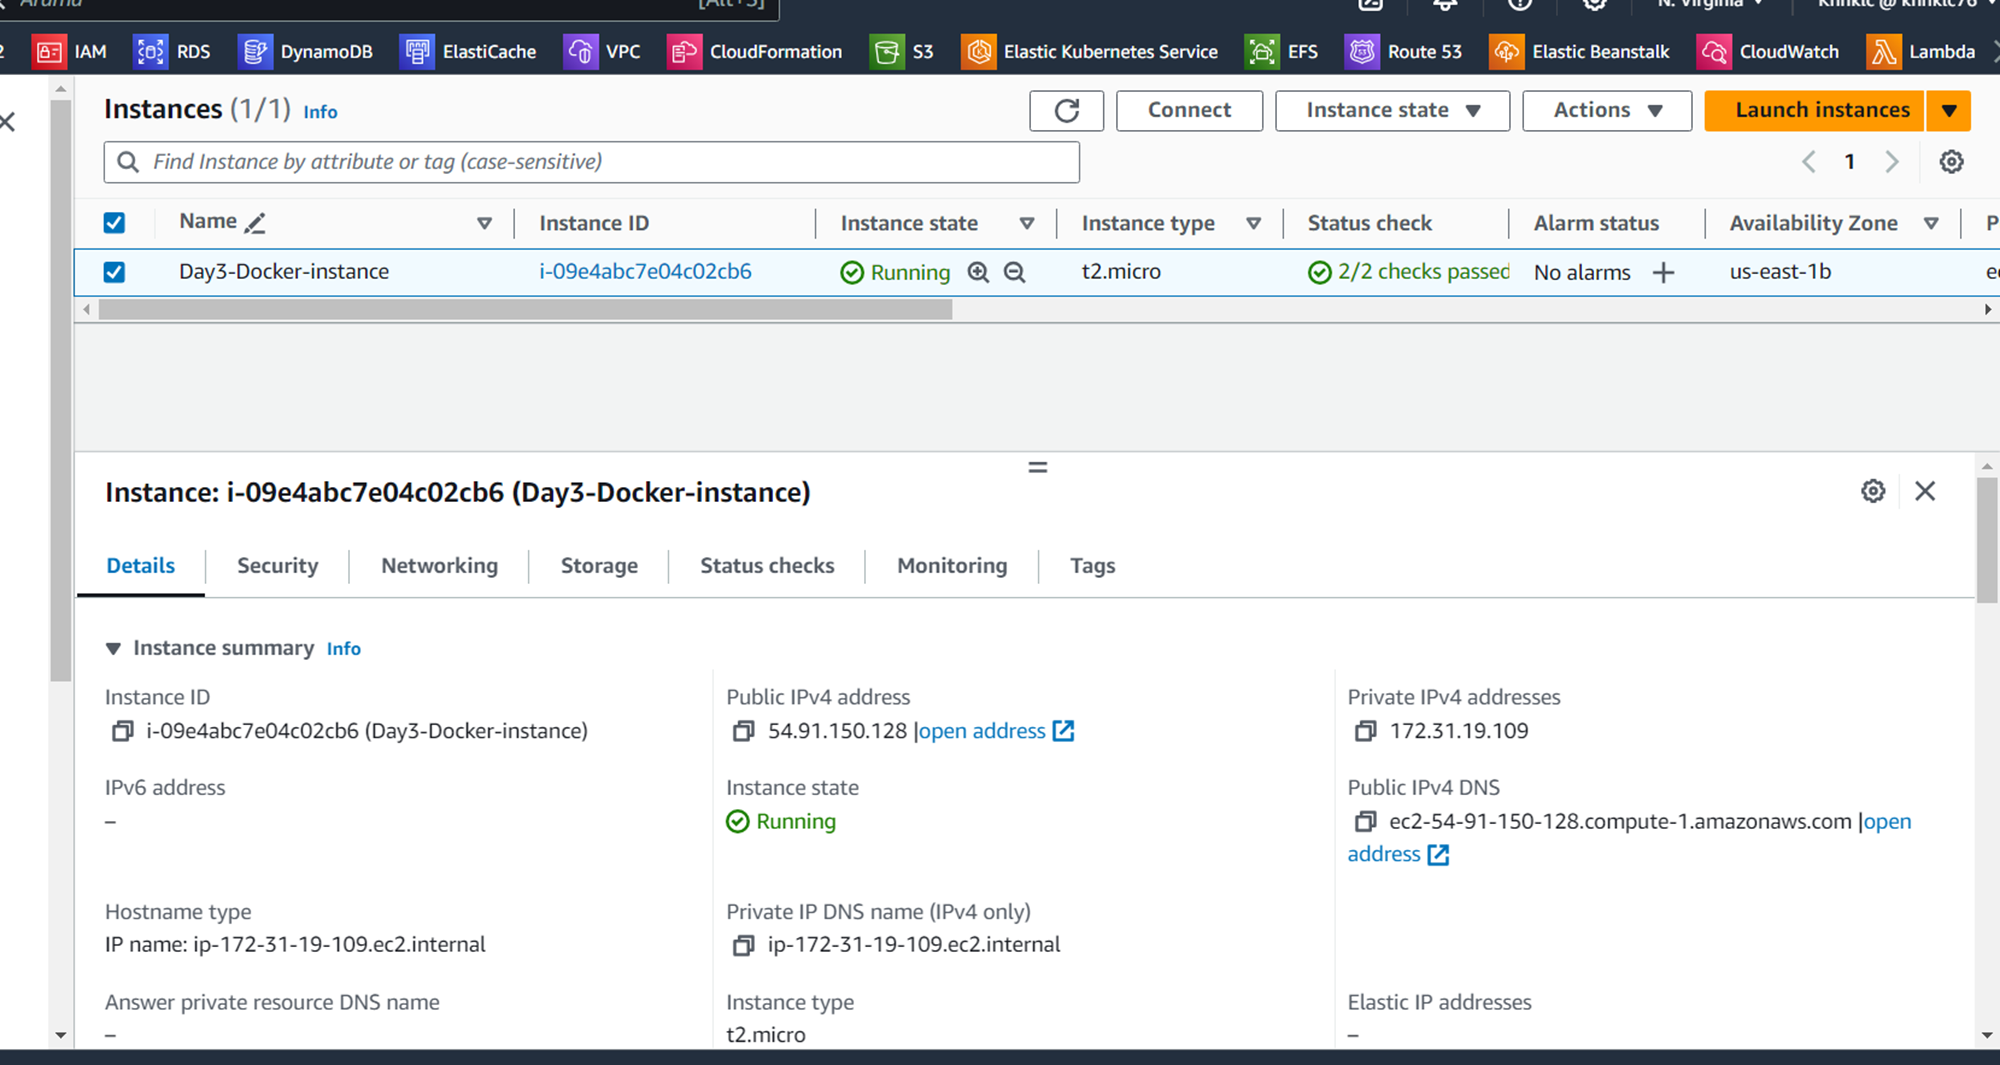 [Alt+S]
N. Virginia
IAM RDS DynamoDB ElastiCache VPC CloudFormation S3 Elastic Kubernetes Service EFS Route 53 Elastic Beanstalk CloudWatch Lambda
Instances (1/1) Info Connect Instance state Actions Launch instances
Find Instance by attribute or tag (case-sensitive) 1
Name Instance ID Instance state Instance type Status check Alarm status Availability Zone P
Day3-Docker-instance i-09e4abc7e04c02cb6 Running t2.micro 2/2 checks passed No alarms + us-east-1b
Instance: i-09e4abc7e04c02cb6 (Day3-Docker-instance)
Details Security Networking Storage Status checks Monitoring Tags
Instance summary Info
Instance ID Public IPv4 address Private IPv4 addresses
i-09e4abc7e04c02cb6 (Day3-Docker-instance) 54.91.150.128 |open address 172.31.19.109
IPv6 address Instance state Public IPv4 DNS
– Running ec2-54-91-150-128.compute-1.amazonaws.com |open
address
Hostname type Private IP DNS name (IPv4 only)
IP name: ip-172-31-19-109.ec2.internal ip-172-31-19-109.ec2.internal
Answer private resource DNS name Instance type Elastic IP addresses
– t2.micro –